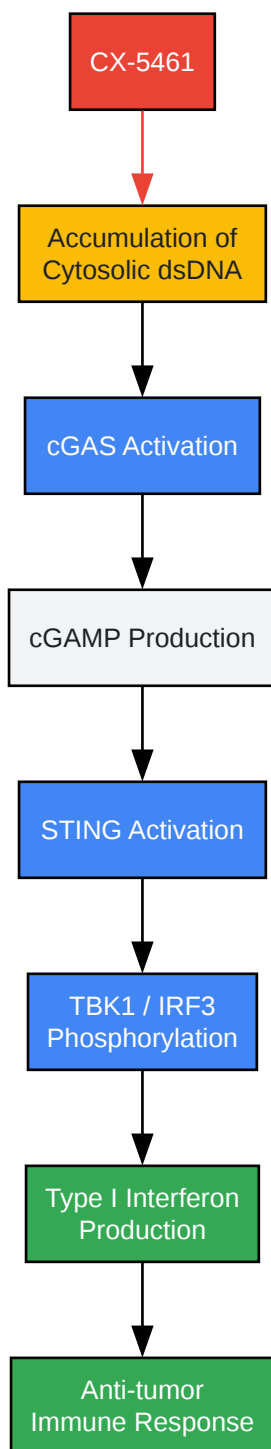 CX-5461
Accumulation of
Cytosolic dsDNA
cGAS Activation
cGAMP Production
STING Activation
TBK1 / IRF3
Phosphorylation
Type I Interferon
Production
Anti-tumor
Immune Response